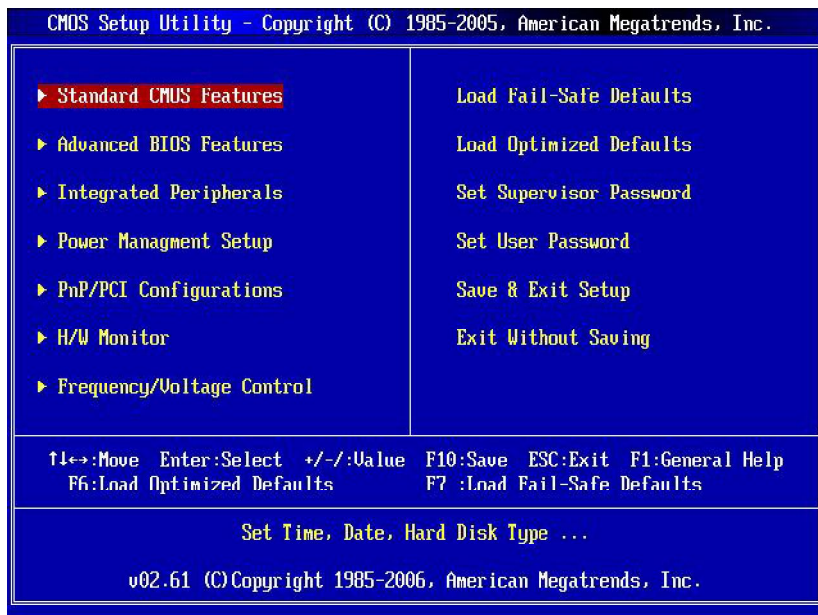 CMOS Setup Utility - Copyright (C) 1985-2005, American Megatrends, Inc.
▶ Standard CMOS Features
▶ Advanced BIOS Features
▶ Integrated Peripherals
▶ Power Managment Setup
▶ PnP/PCI Configurations
▶ H/W Monitor
▶ Frequency/Voltage Control
Load Fail-Safe Defaults
Load Optimized Defaults
Set Supervisor Password
Set User Password
Save & Exit Setup
Exit Without Saving
↑↓←→:Move Enter:Select +/-/:Value F10:Save ESC:Exit F1:General Help
F6:Load Optimized Defaults F7 :Load Fail-Safe Defaults
Set Time, Date, Hard Disk Type ...
v02.61 (C)Copyright 1985-2006, American Megatrends, Inc.